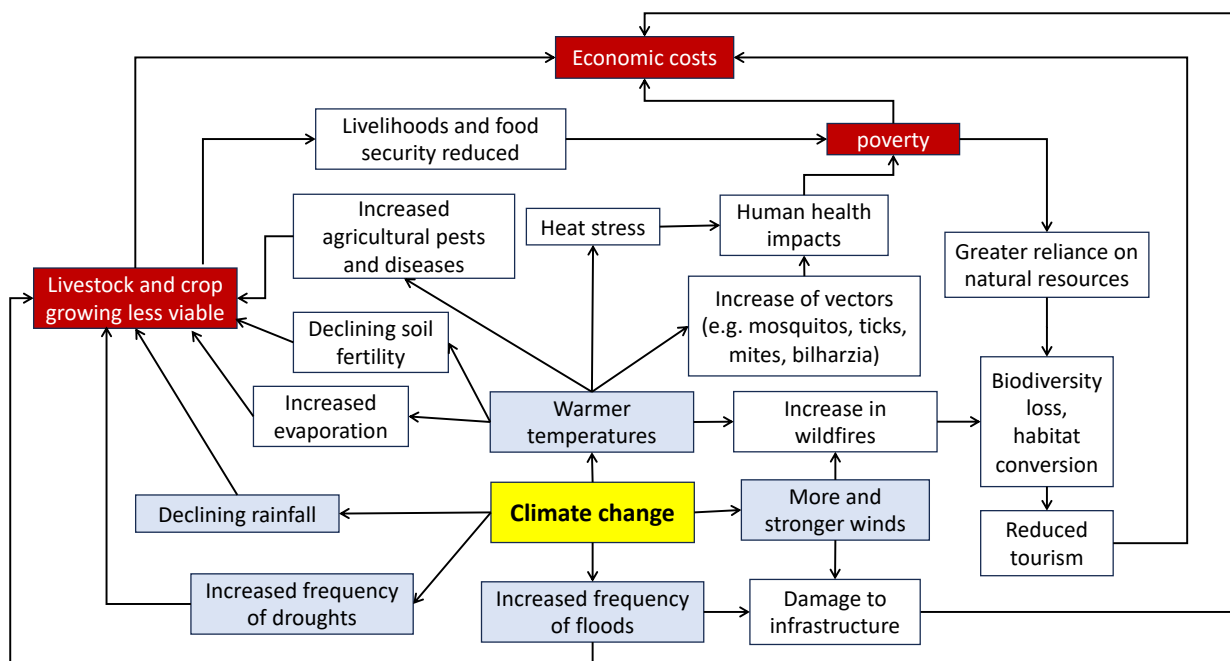 Economic costs
Livelihoods and food
security reduced
poverty
Increased
agricultural pests
and diseases
Heat stress
Human health
impacts
Greater reliance on
natural resources
Livestock and crop
growing less viable
Increase of vectors
(e.g. mosquitos, ticks,
mites, bilharzia)
Declining soil
fertility
Biodiversity
loss,
habitat
conversion
Increased
evaporation
Warmer
temperatures
Increase in
wildfires
Declining rainfall
Climate change
More and
stronger winds
Reduced
tourism
Increased frequency
of droughts
Increased frequency
of floods
Damage to
infrastructure